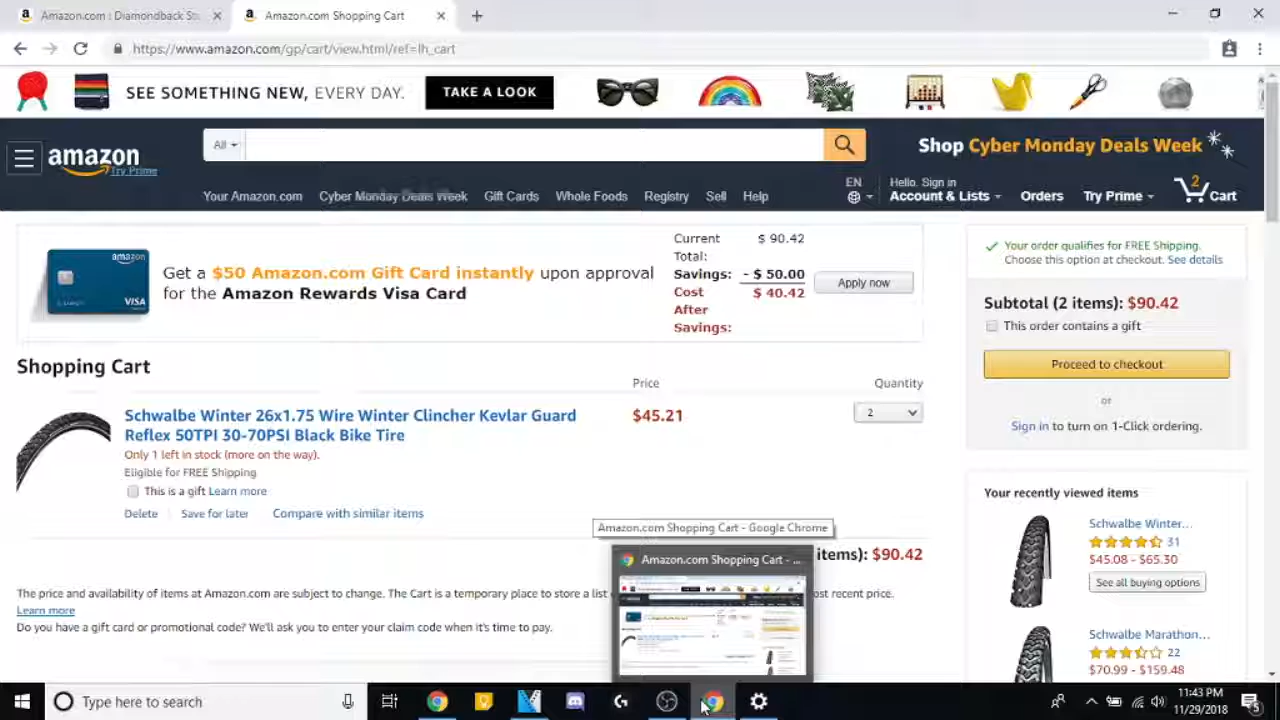 Amazon.com : Diamondback St
Amazon.com Shopping Cart
https://www.amazon.com/gp/cart/view.html/ref=lh_cart
SEE SOMETHING NEW, EVERY DAY. TAKE A LOOK
All
Shop Cyber Monday Deals Week
amazon
Try Prime
Your Amazon.com Cyber Monday Deals Week Gift Cards Whole Foods Registry Sell Help
EN
Hello. Sign in
Account & Lists Orders Try Prime 2 Cart
amazon
VISA
Get a $50 Amazon.com Gift Card instantly upon approval
for the Amazon Rewards Visa Card
Current Total: $ 90.42
Savings: - $ 50.00
Cost After Savings: $ 40.42
Apply now
Your order qualifies for FREE Shipping.
Choose this option at checkout. See details
Subtotal (2 items): $90.42
This order contains a gift
Proceed to checkout
or
Sign in to turn on 1-Click ordering.
Shopping Cart
Price Quantity
Schwalbe Winter 26x1.75 Wire Winter Clincher Kevlar Guard
Reflex 50TPI 30-70PSI Black Bike Tire
$45.21
2
Only 1 left in stock (more on the way).
Eligible for FREE Shipping
This is a gift Learn more
Delete Save for later Compare with similar items
Amazon.com Shopping Cart - Google Chrome
Amazon.com Shopping Cart - ...
items): $90.42
The price and availability of items at Amazon.com are subject to change. The Cart is a temporary place to store a list
ost recent price.
Learn more
Do you have a gift card or promotional code? We'll ask you to enter your claim code when it's time to pay.
Your recently viewed items
Schwalbe Winter...
31
$45.08 - $65.30
See all buying options
Schwalbe Marathon...
22
$70.99 - $159.48
Type here to search
11:43 PM
11/29/2018
5